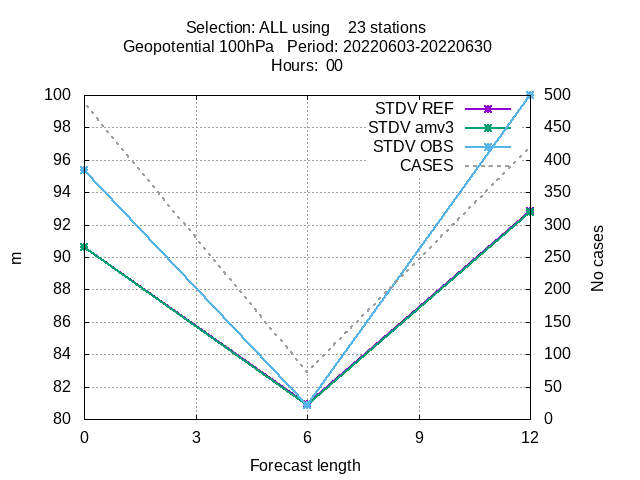 Selection: ALL using 23 stations
Geopotential 100hPa Period: 20220603-20220630
Hours: 00
STDV REF
STDV amv3
STDV OBS
CASES
100
98
96
94
92
90
88
86
84
82
80
m
500
450
400
350
300
250
200
150
100
50
0
No cases
0 3 6 9 12
Forecast length